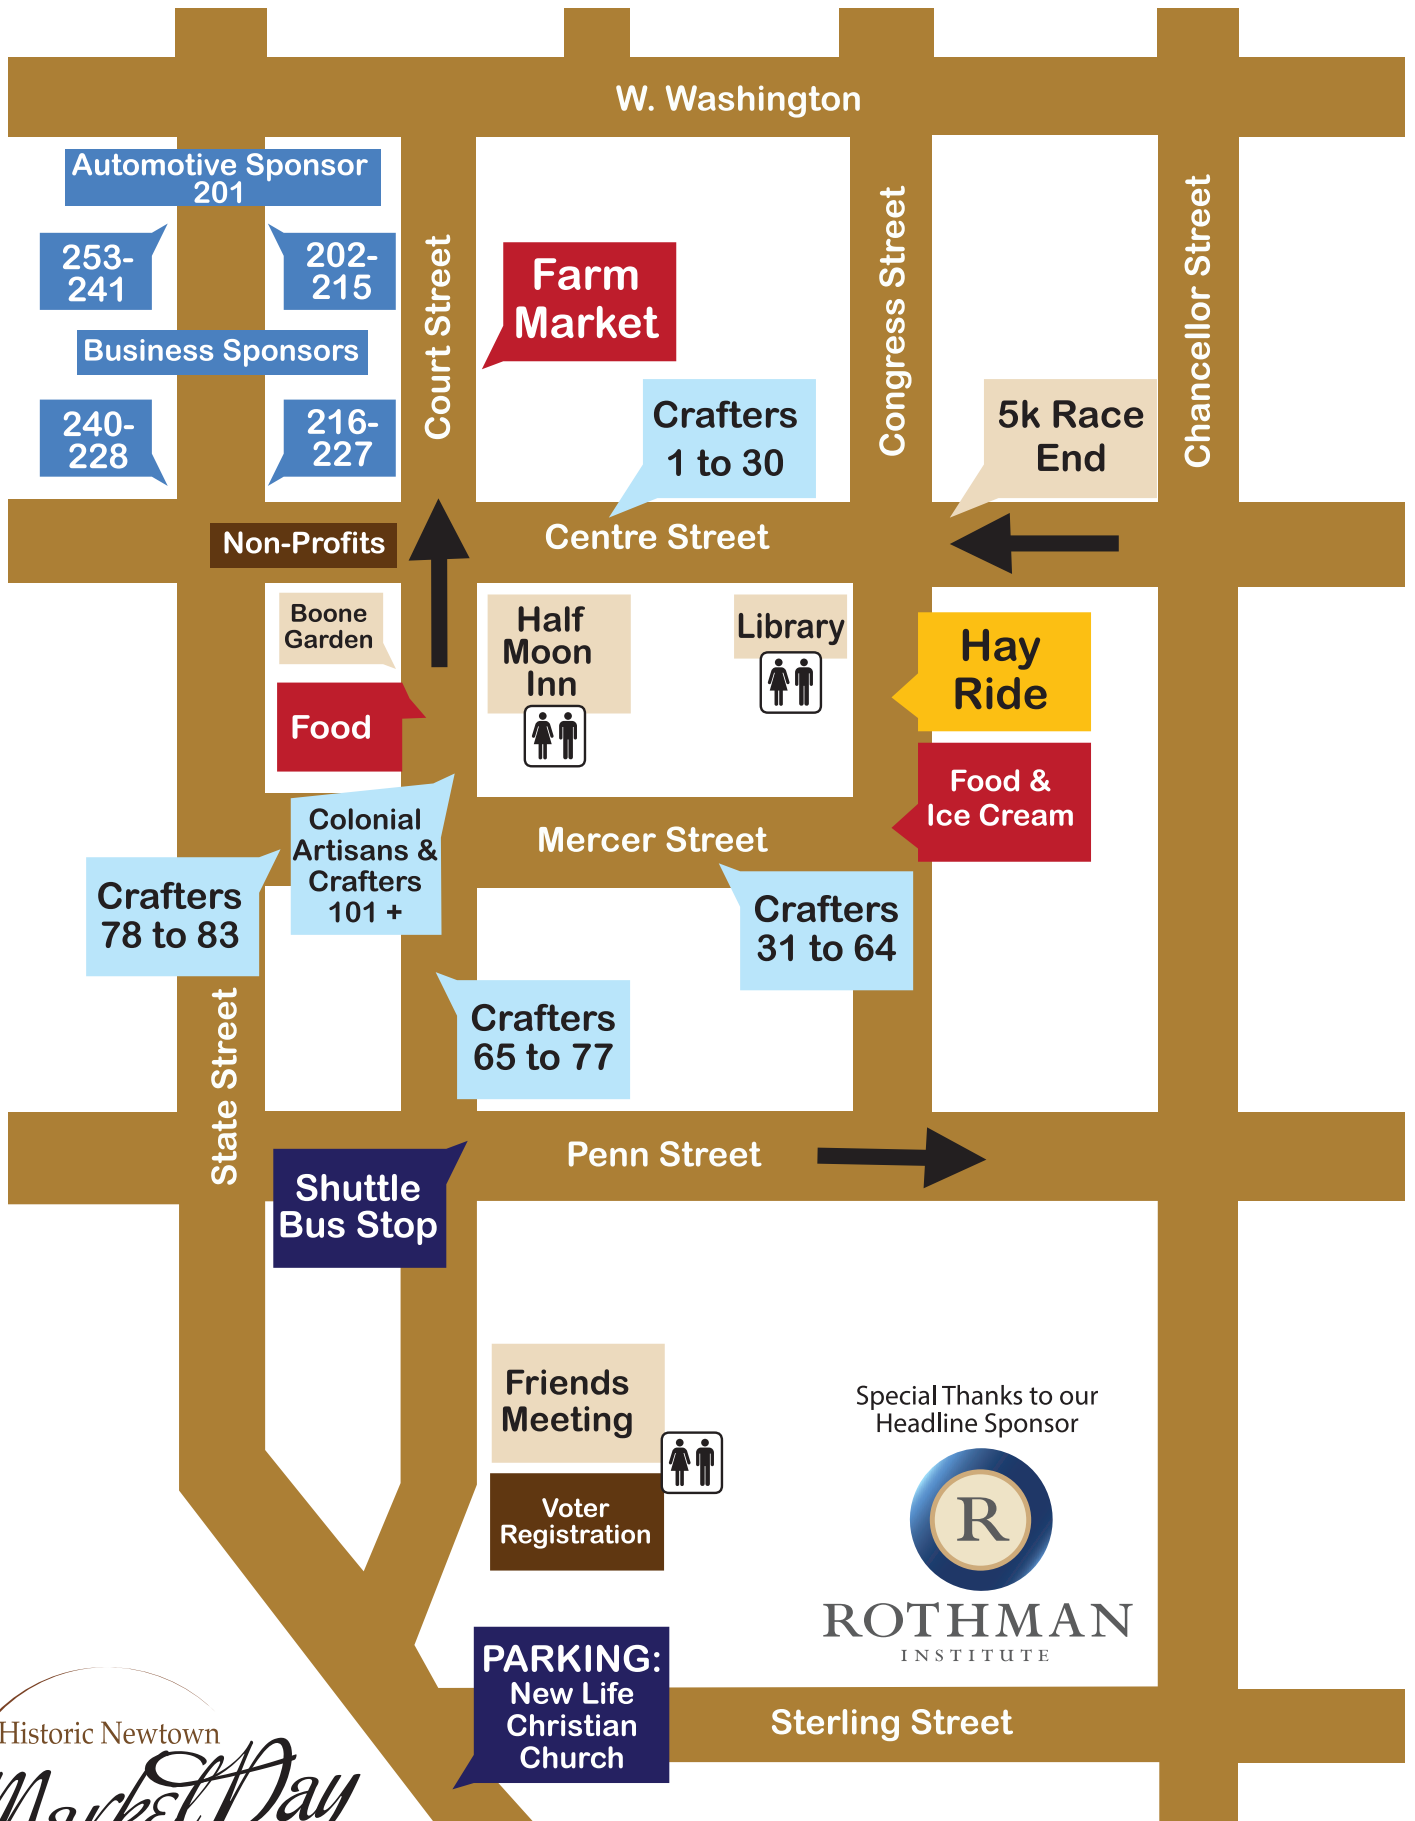 W. Washington
Automotive Sponsor
201
253-
241
202-
215
Business Sponsors
240-
228
216-
227
Court Street
Farm
Market
Crafters
1 to 30
Congress Street
5k Race
End
Chancellor Street
Non-Profits
Centre Street
Boone
Garden
Food
Half
Moon
Inn
Library
Hay
Ride
Food &
Ice Cream
Colonial
Artisans &
Crafters
101 +
Mercer Street
Crafters
78 to 83
Crafters
31 to 64
Crafters
65 to 77
State Street
Shuttle
Bus Stop
Penn Street
Friends
Meeting
Voter
Registration
Special Thanks to our
Headline Sponsor
R
ROTHMAN
INSTITUTE
PARKING:
New Life
Christian
Church
Sterling Street
Historic Newtown
Market Day